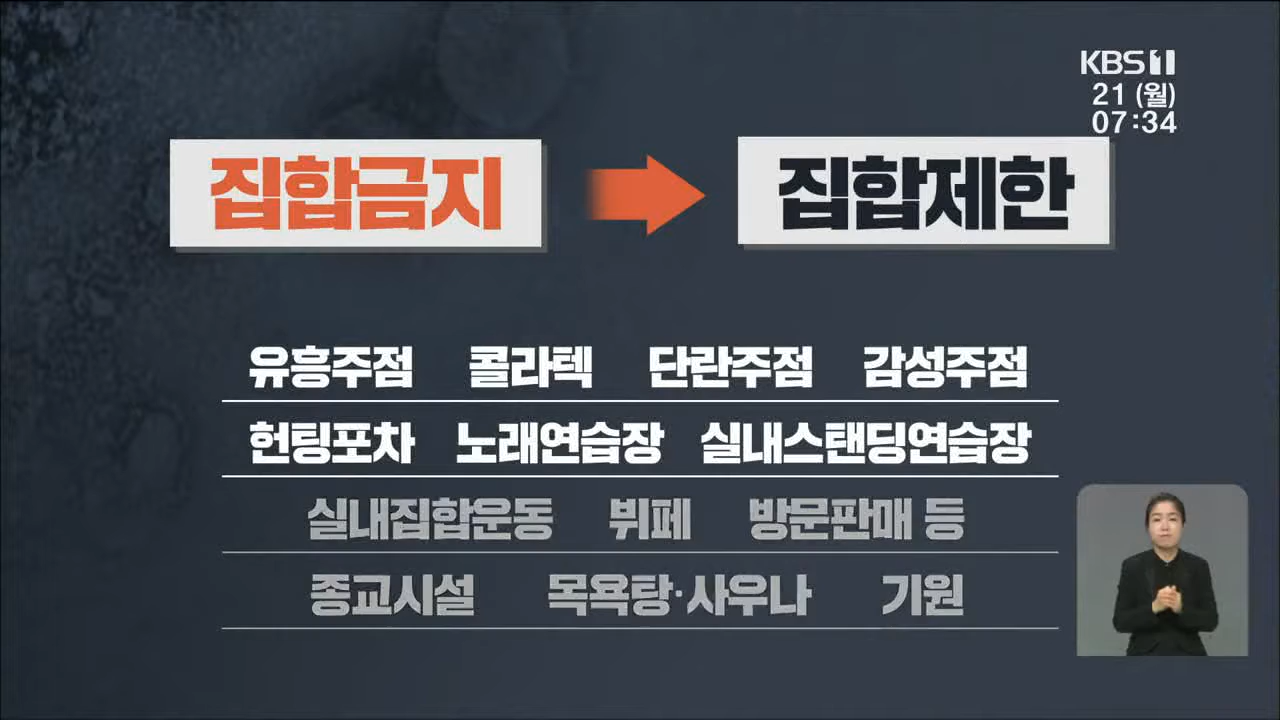 KBS1
21 (월)
07:34
집합금지 집합제한
유흥주점 콜라텍 단란주점 감성주점
헌팅포차 노래연습장 실내스탠딩연습장
실내집합운동 뷔페 방문판매 등
종교시설 목욕탕·사우나 기원